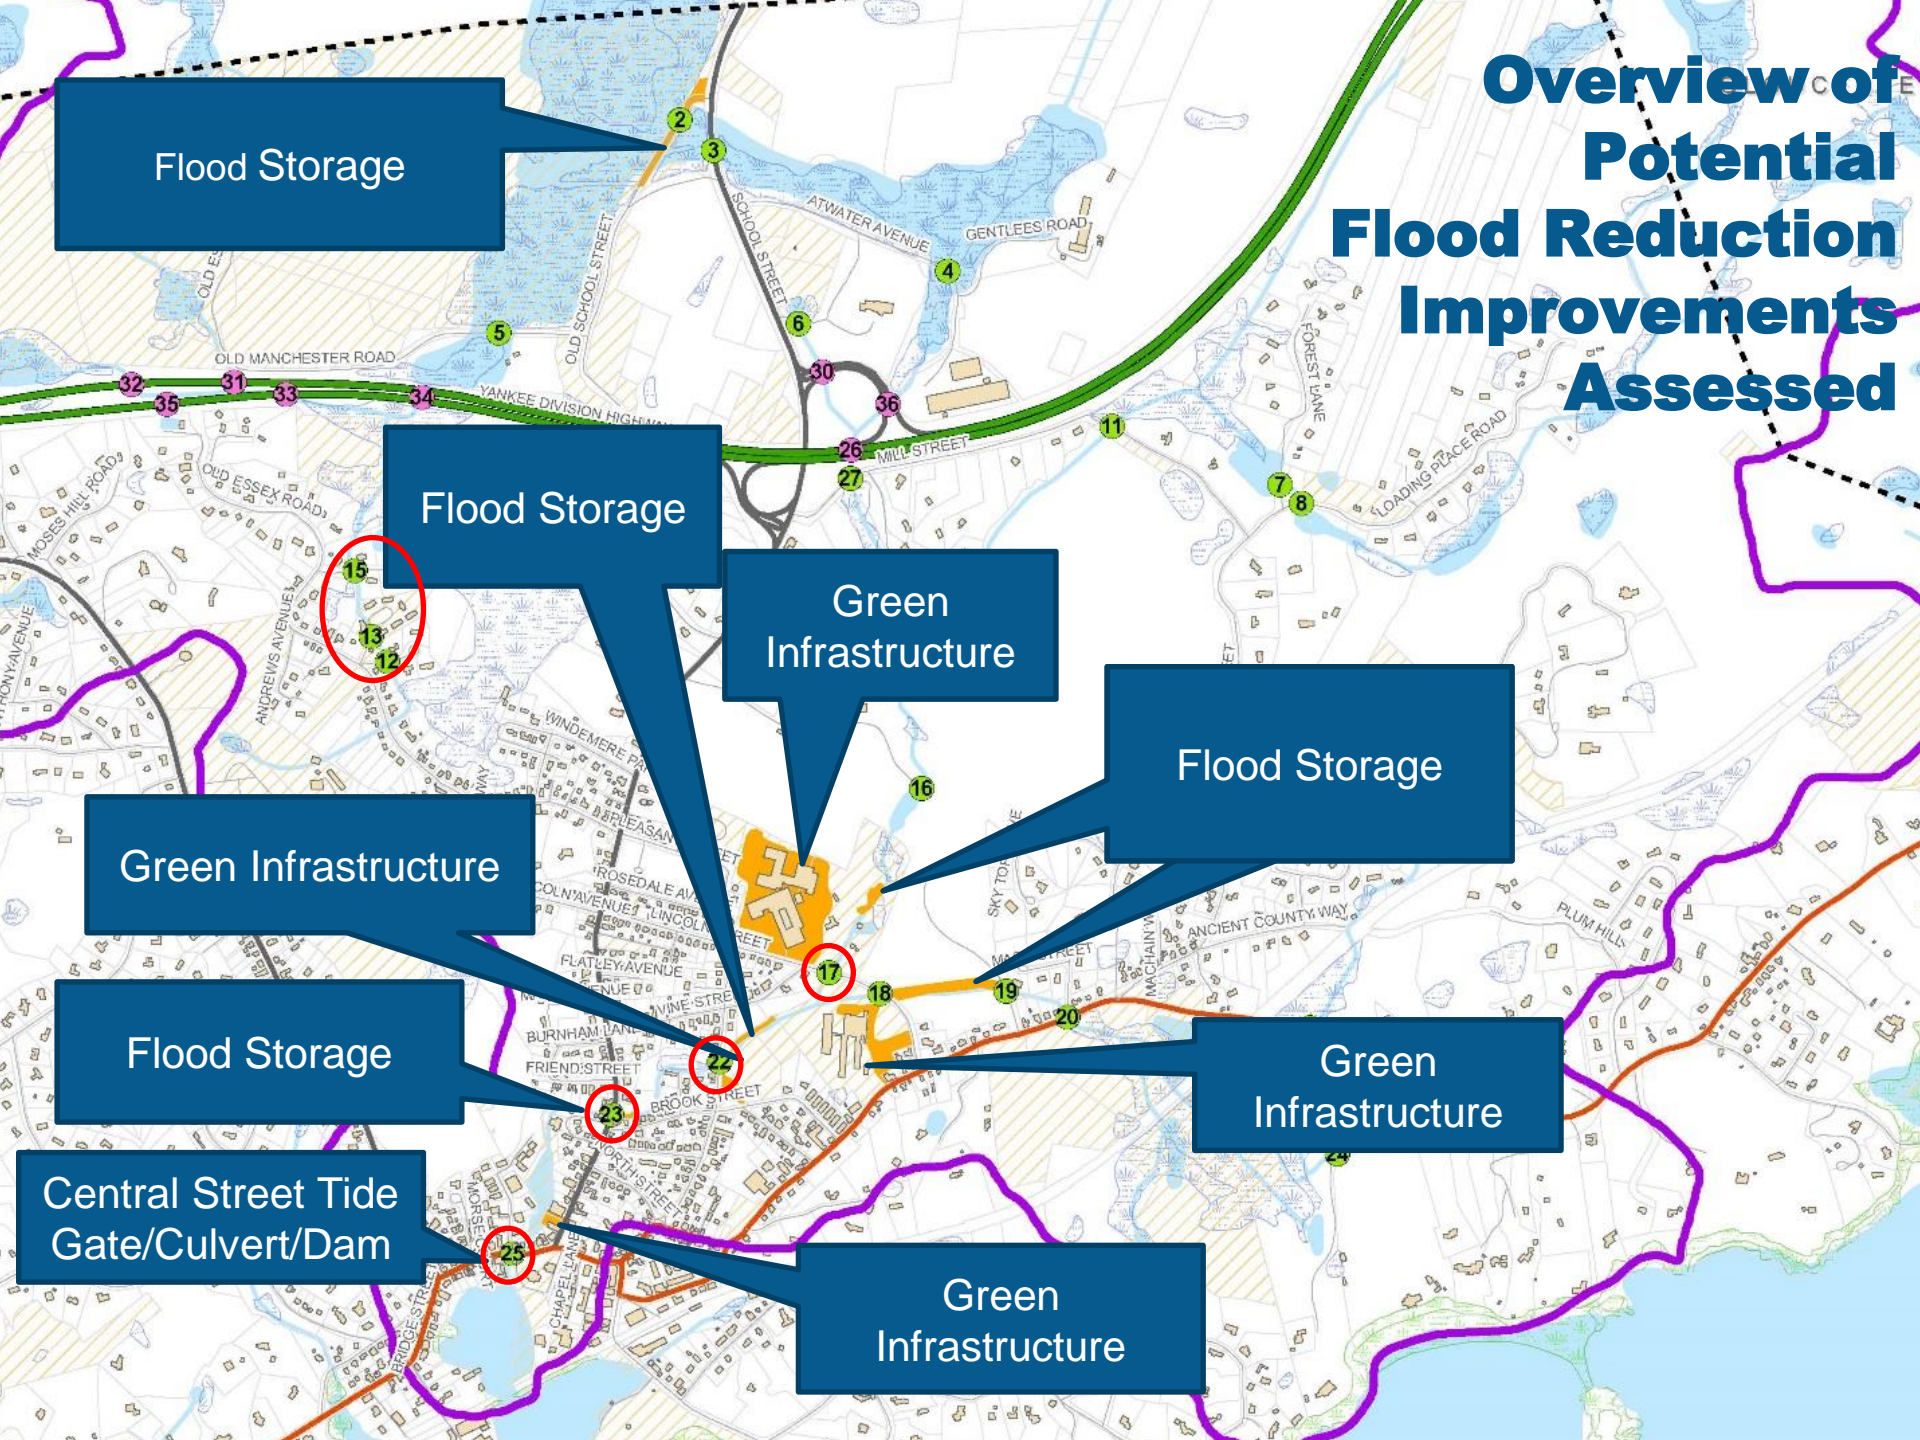 Overview of
Potential
Flood Reduction
Improvements
Assessed
Flood Storage
2
3
SCHOOL STREET
ATWATER AVENUE
GENTLEES ROAD
4
OLD SCHOOL STREET
5
6
OLD MANCHESTER ROAD
32
31
35
33
34
30
36
YANKEE DIVISION
26
MILL STREET
27
11
FOREST LANE
7
8
LOADING PLACE ROAD
MOSES HILL ROAD
OLD ESSEX ROAD
Flood Storage
15
13
12
ANDREWS AVENUE
Green
Infrastructure
WINDEMERE
Flood Storage
16
Green Infrastructure
ROSEDALE
LINCOLN
FLATLEY AVENUE
ANCIENT COUNTY WAY
PLUM HILL
17
18
19
20
Flood Storage
BURNHAM LANE
VINE
FRIEND STREET
22
23
BROOK STREET
Green
Infrastructure
24
NORTH STREET
Central Street Tide
Gate/Culvert/Dam
25
CHAPEL LANE
BRIDGE STREET
Green
Infrastructure